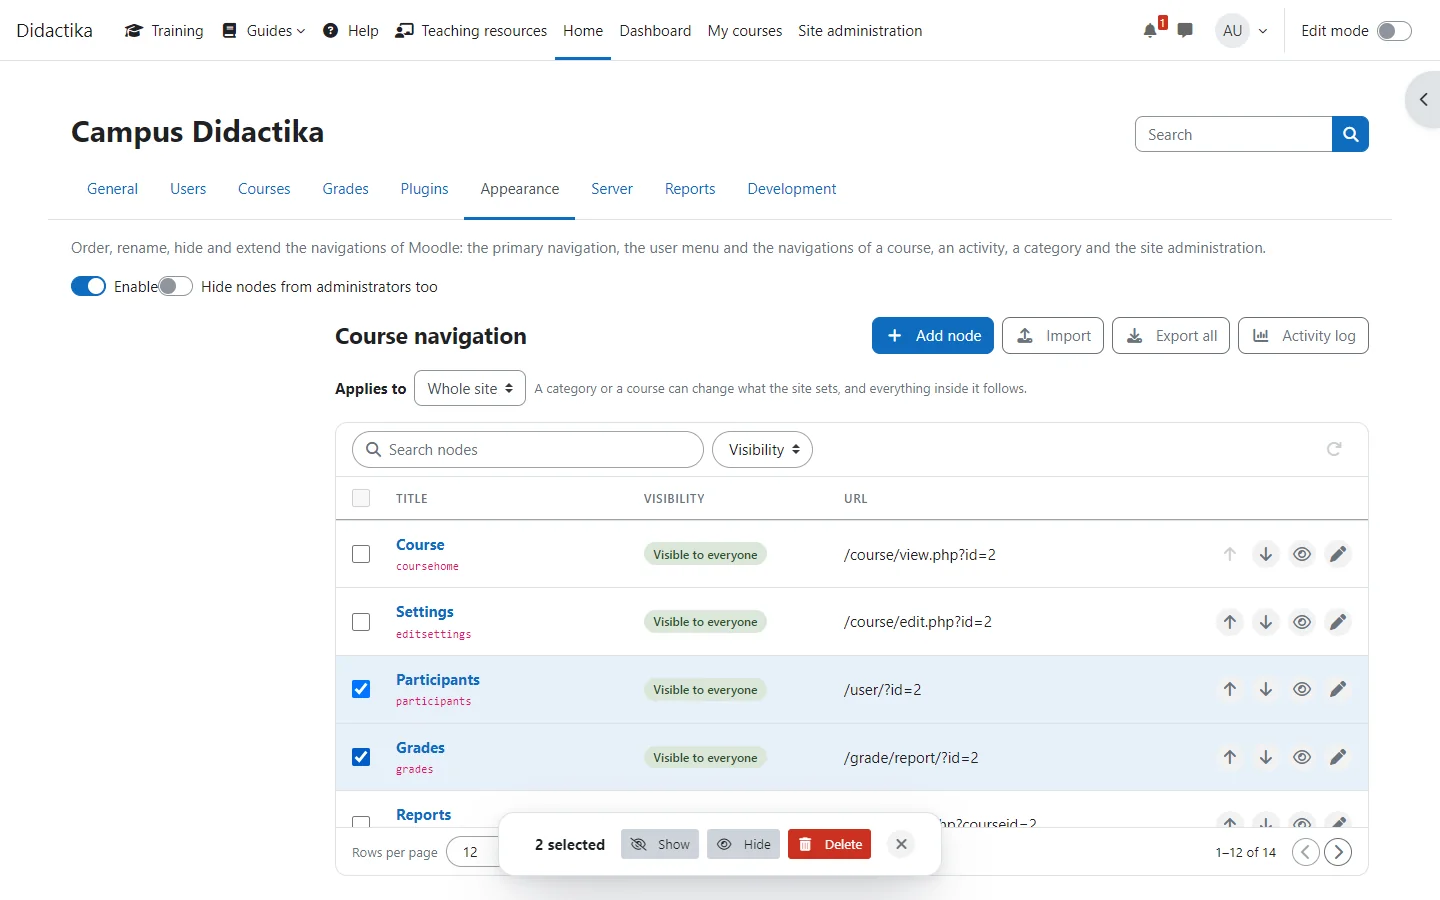 Didactika
Training
Guides
Help
Teaching resources
Home
Dashboard
My courses
Site administration
1
AU
Edit mode
Campus Didactika
Search
General
Users
Courses
Grades
Plugins
Appearance
Server
Reports
Development
Order, rename, hide and extend the navigations of Moodle: the primary navigation, the user menu and the navigations of a course, an activity, a category and the site administration.
Enable
Hide nodes from administrators too
Course navigation
Add node
Import
Export all
Activity log
Applies to
Whole site
A category or a course can change what the site sets, and everything inside it follows.
Search nodes
Visibility
TITLE
VISIBILITY
URL
Course
coursehome
Visible to everyone
/course/view.php?id=2
Settings
editsettings
Visible to everyone
/course/edit.php?id=2
Participants
participants
Visible to everyone
/user/?id=2
Grades
grades
Visible to everyone
/grade/report/?id=2
Reports
2 selected
Show
Hide
Delete
Rows per page
12
1–12 of 14